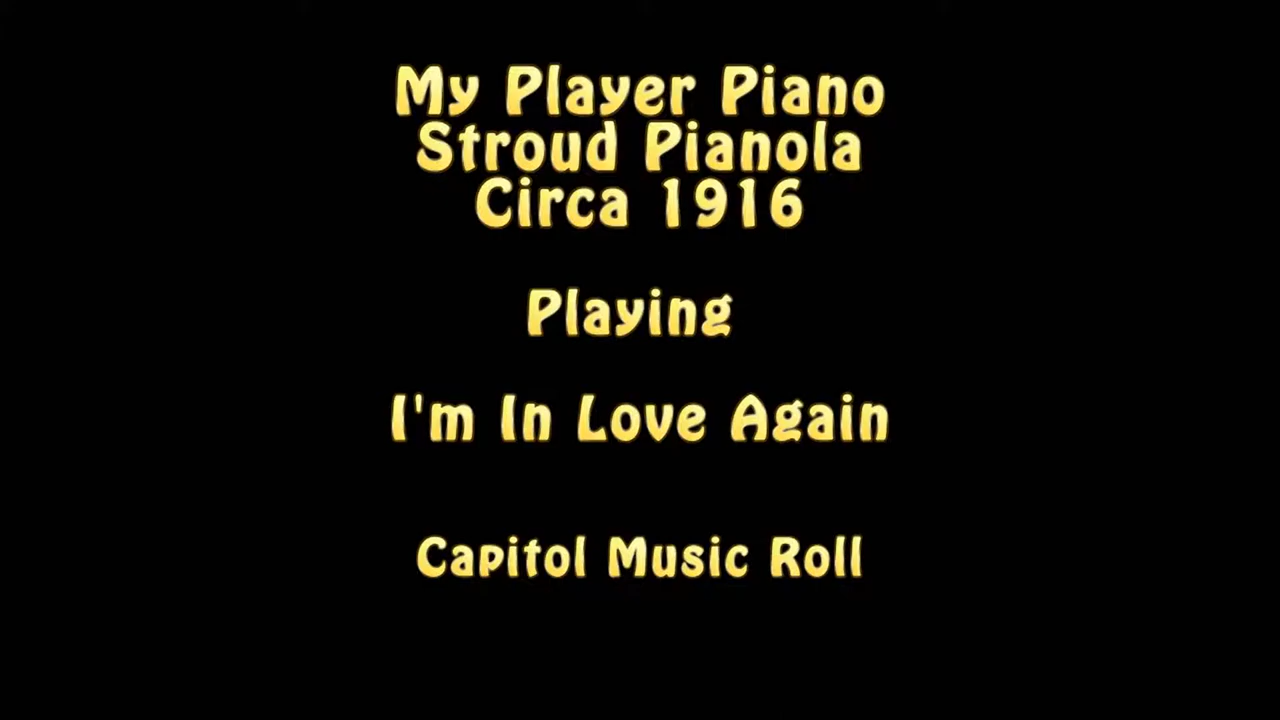 My Player Piano
Stroud Pianola
Circa 1916
Playing
I'm In Love Again
Capitol Music Roll